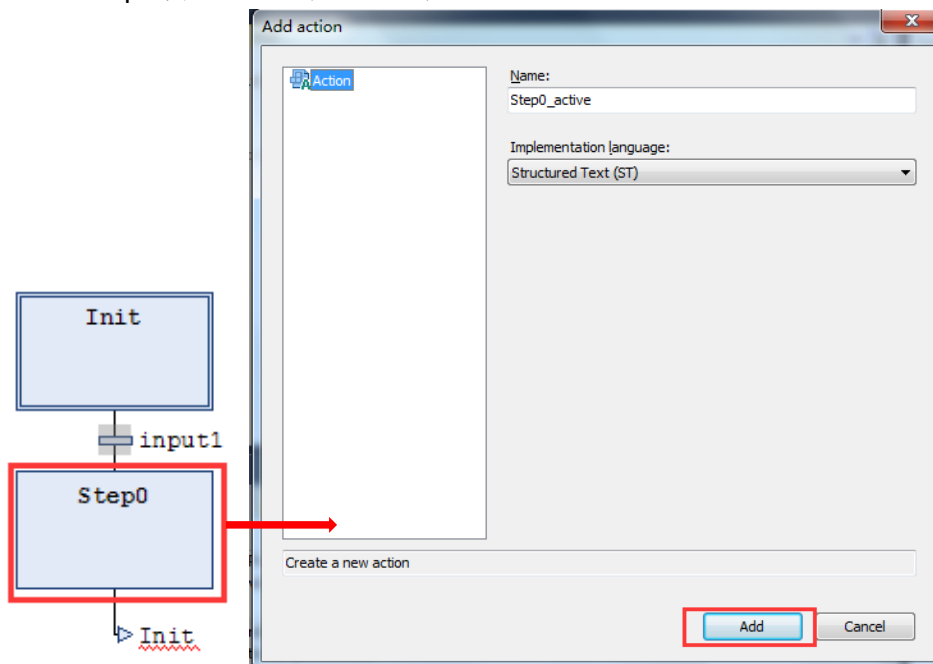 Add action
Action
Name:
Step0_active
Implementation language:
Structured Text (ST)
Init
input1
Step0
Init
Create a new action
Add
Cancel